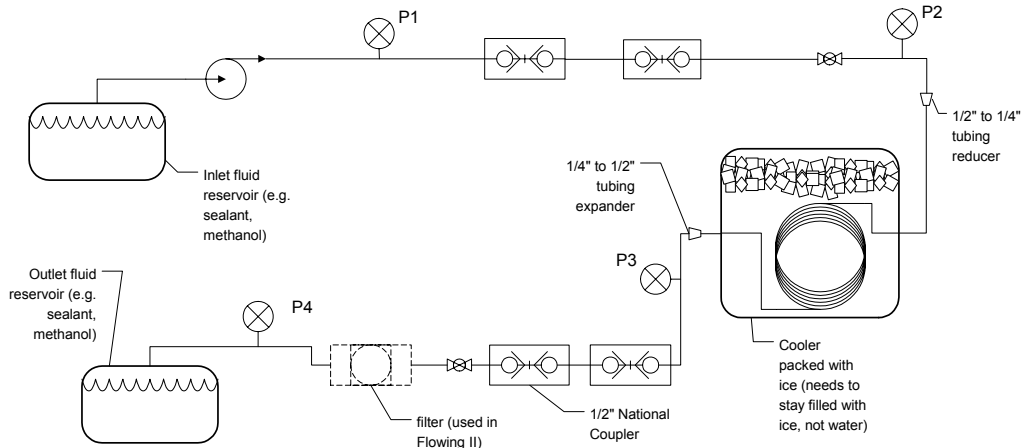 P1
P2
1/2" to 1/4"
tubing
reducer
1/4" to 1/2"
tubing
expander
Inlet fluid
reservoir (e.g.
sealant,
methanol)
P3
Outlet fluid
reservoir (e.g.
sealant,
methanol)
P4
Cooler
packed with
ice (needs to
stay filled with
ice, not water)
filter (used in
Flowing II)
1/2" National
Coupler